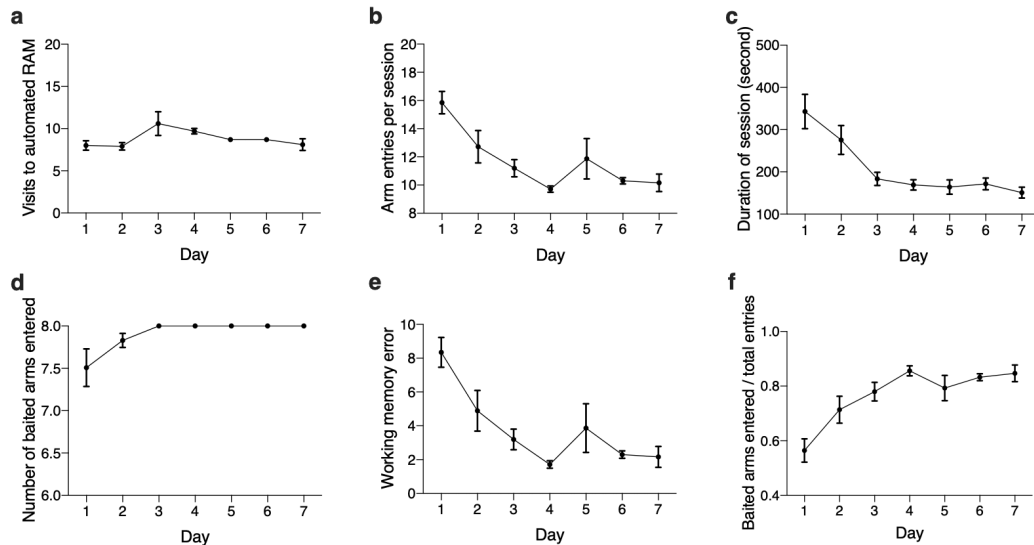 a
Visits to automated RAM
20
15
10
5
0
1 2 3 4 5 6 7
Day
b
Arm entries per session
20
18
16
14
12
10
8
1 2 3 4 5 6 7
Day
c
Duration of session (second)
500
400
300
200
100
1 2 3 4 5 6 7
Day
d
Number of baited arms entered
8.0
7.5
7.0
6.5
6.0
1 2 3 4 5 6 7
Day
e
Working memory error
10
8
6
4
2
0
1 2 3 4 5 6 7
Day
f
Baited arms entered / total entries
1.0
0.8
0.6
0.4
1 2 3 4 5 6 7
Day